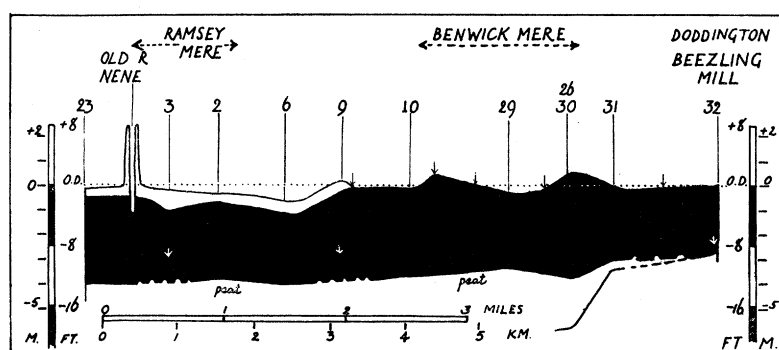 RAMSEY MERE
BENWICK MERE
DODDINGTON
BEEZLING MILL
OLD R NENE
23 3 2 6 9 10 29 26 30 31 32
+2 +8 +8 +2
0 O.D. O.D. 0
-8 -8
peat peat
-5 -16 -16 -5
0 1 2 3 MILES
0 1 2 3 4 5 KM.
M. FT. FT M.